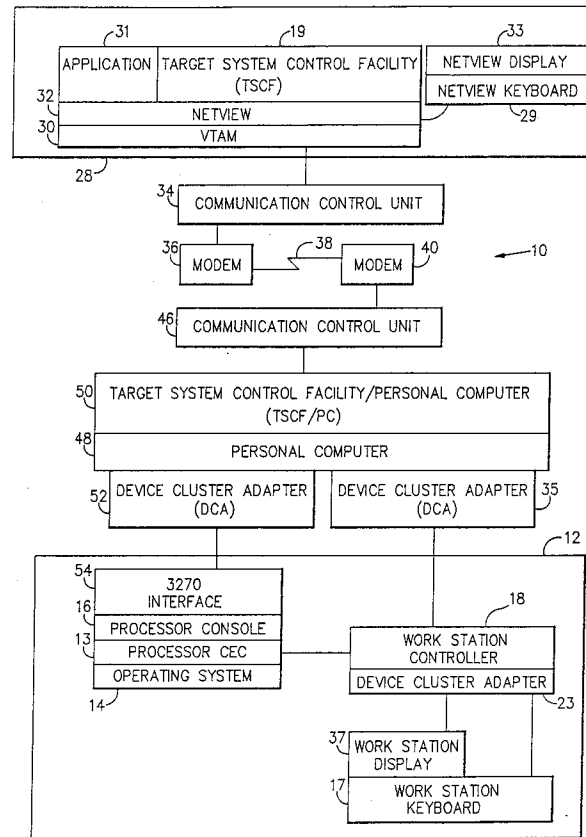 31
19
33
APPLICATION
TARGET SYSTEM CONTROL FACILITY
(TSCF)
NETVIEW DISPLAY
NETVIEW KEYBOARD
32
NETVIEW
29
30
VTAM
28
34
COMMUNICATION CONTROL UNIT
36
MODEM
38
MODEM
40
10
46
COMMUNICATION CONTROL UNIT
50
TARGET SYSTEM CONTROL FACILITY/PERSONAL COMPUTER
(TSCF/PC)
48
PERSONAL COMPUTER
52
DEVICE CLUSTER ADAPTER
(DCA)
DEVICE CLUSTER ADAPTER
(DCA)
35
12
54
3270
INTERFACE
16
PROCESSOR CONSOLE
13
PROCESSOR CEC
OPERATING SYSTEM
14
18
WORK STATION
CONTROLLER
DEVICE CLUSTER ADAPTER
23
37
WORK STATION
DISPLAY
17
WORK STATION
KEYBOARD